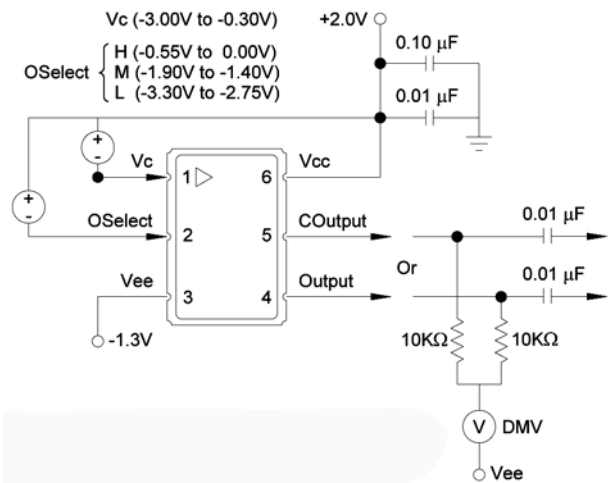 Vc (-3.00V to -0.30V)
+2.0V
OSelect
H (-0.55V to 0.00V)
M (-1.90V to -1.40V)
L (-3.30V to -2.75V)
0.10 µF
0.01 µF
+
-
Vc
1
6
Vcc
+
-
OSelect
2
5
COutput
0.01 µF
Or
Vee
3
4
Output
0.01 µF
-1.3V
10KΩ
10KΩ
V
DMV
Vee